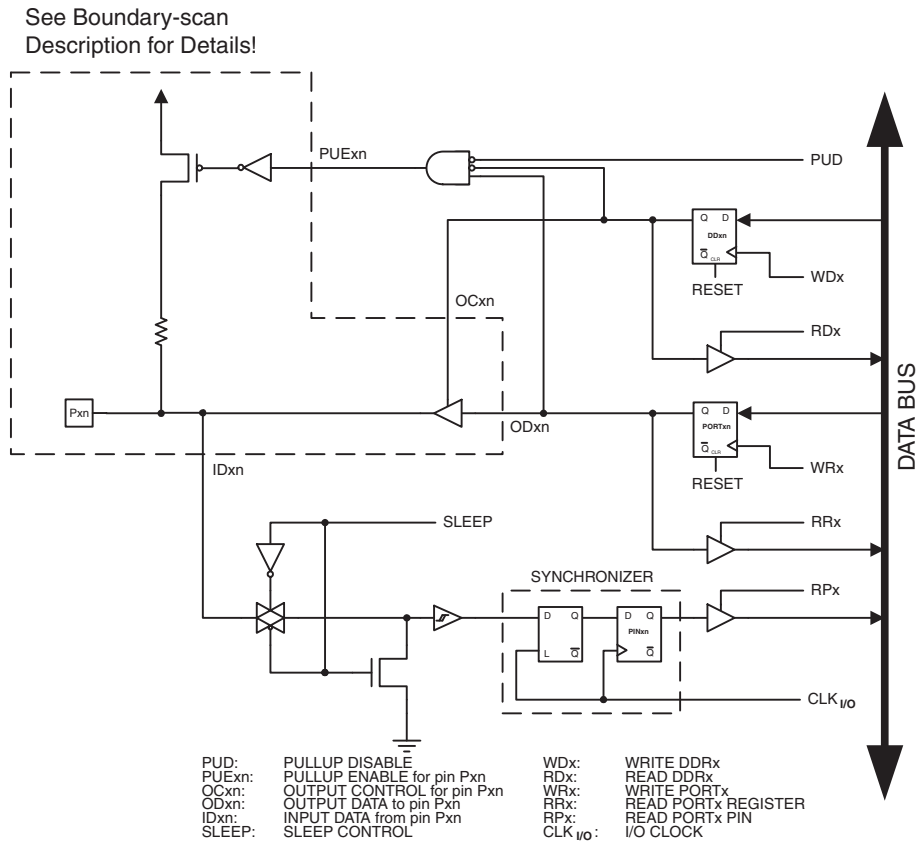 See Boundary-scan
Description for Details!
PUExn
PUD
Q D
DDxn
Q CLR
WDx
RESET
OCxn
RDx
Pxn
ODxn
Q D
PORTxn
Q CLR
WRx
RESET
IDxn
DATA BUS
SLEEP
RRx
SYNCHRONIZER
RPx
D Q
L Q
D Q
PINxn
Q
CLK I/O
PUD: PULLUP DISABLE
PUExn: PULLUP ENABLE for pin Pxn
OCxn: OUTPUT CONTROL for pin Pxn
ODxn: OUTPUT DATA to pin Pxn
IDxn: INPUT DATA from pin Pxn
SLEEP: SLEEP CONTROL
WDx: WRITE DDRx
RDx: READ DDRx
WRx: WRITE PORTx
RRx: READ PORTx REGISTER
RPx: READ PORTx PIN
CLK I/O: I/O CLOCK